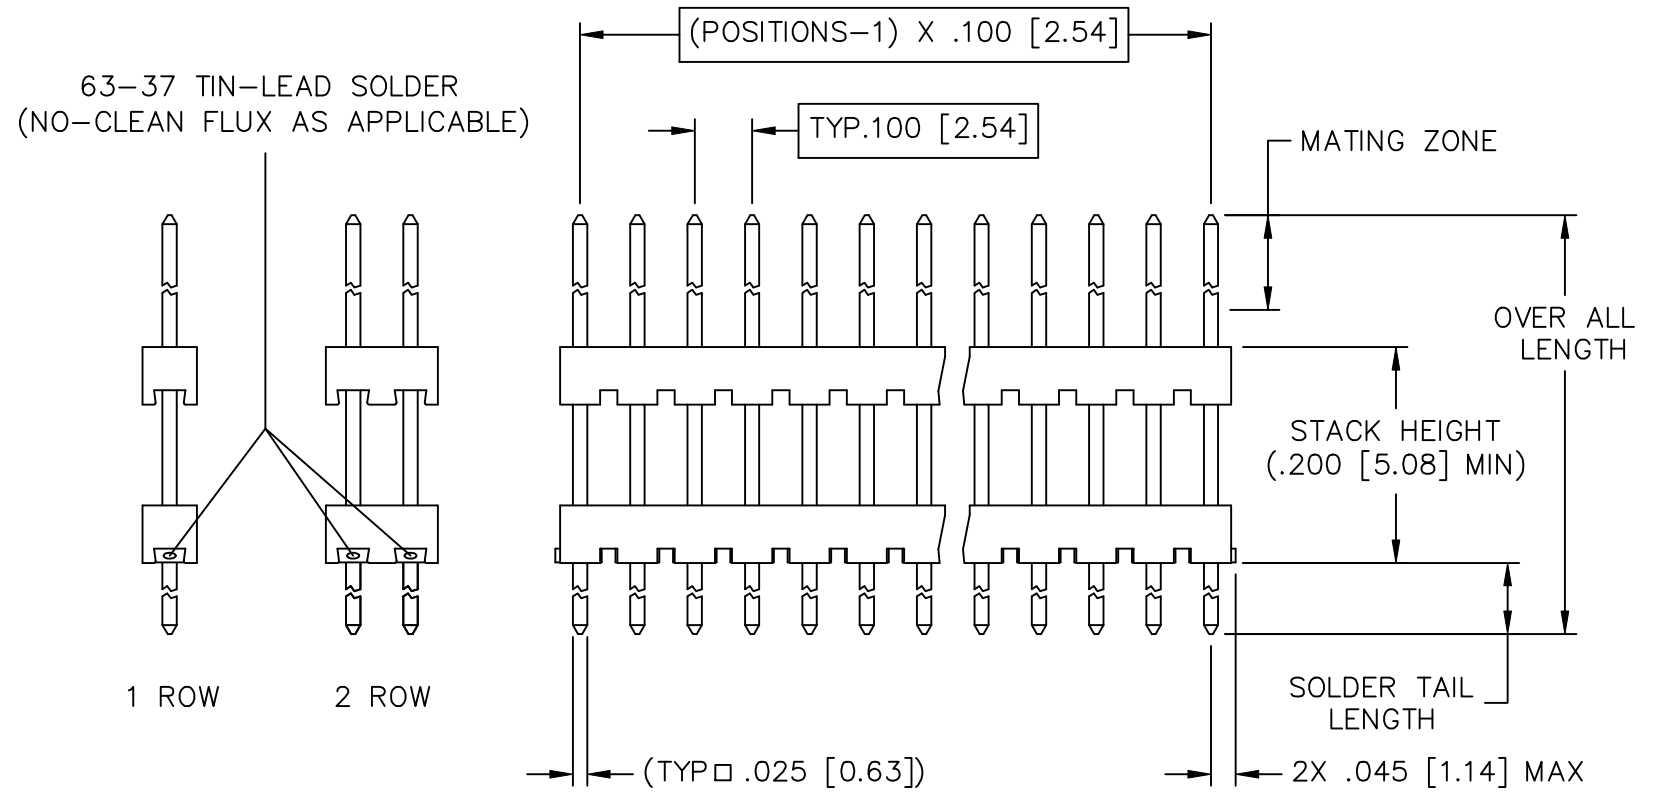 (POSITIONS-1) X .100 [2.54]
63-37 TIN-LEAD SOLDER
(NO-CLEAN FLUX AS APPLICABLE)
TYP.100 [2.54]
MATING ZONE
OVER ALL
LENGTH
STACK HEIGHT
(.200 [5.08] MIN)
1 ROW
2 ROW
SOLDER TAIL
LENGTH
(TYP□ .025 [0.63])
2X .045 [1.14] MAX